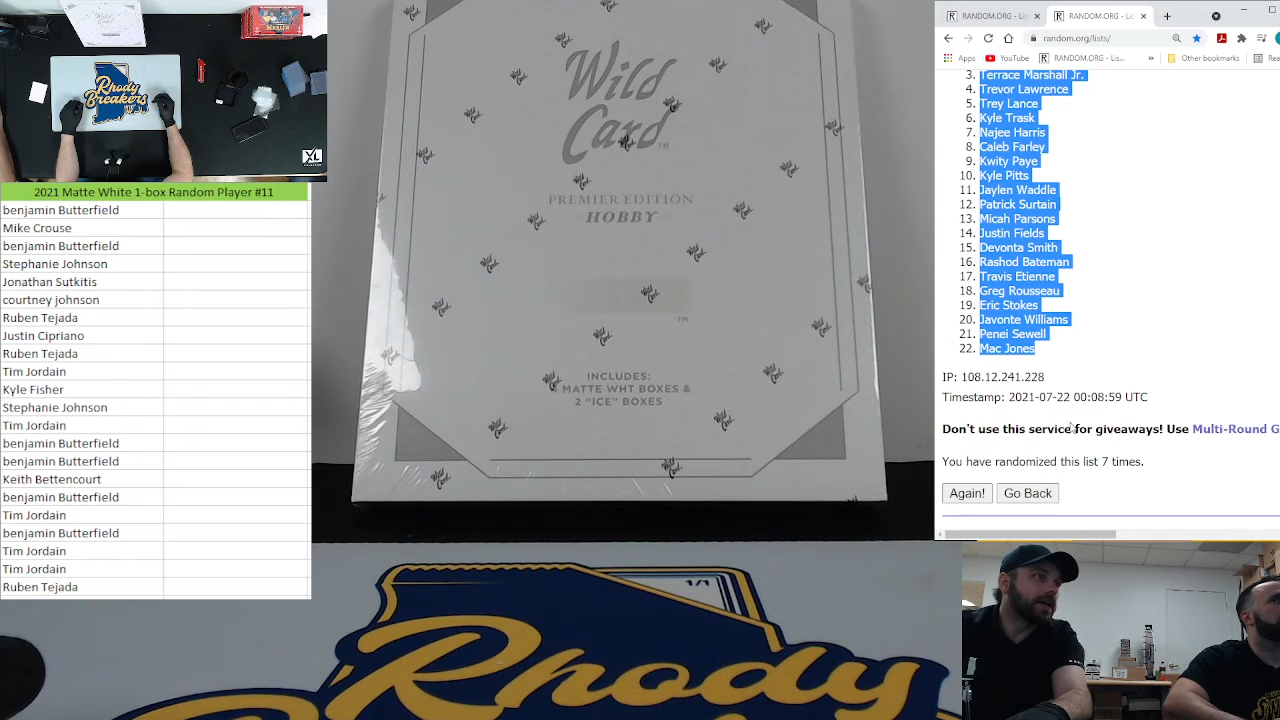 Rhody
Breakers
XL
2021 Matte White 1-box Random Player #11
benjamin Butterfield
Mike Crouse
benjamin Butterfield
Stephanie Johnson
Jonathan Sutkitis
courtney johnson
Ruben Tejada
Justin Cipriano
Ruben Tejada
Tim Jordain
Kyle Fisher
Stephanie Johnson
Tim Jordain
benjamin Butterfield
benjamin Butterfield
Keith Bettencourt
benjamin Butterfield
Tim Jordain
benjamin Butterfield
Tim Jordain
Tim Jordain
Ruben Tejada
Wild
Card™
PREMIER EDITION
HOBBY
INCLUDES:
MATTE WHT BOXES &
2 "ICE" BOXES
Rhody
RANDOM.ORG - Lis
RANDOM.ORG - Lis
random.org/lists/
Apps
YouTube
RANDOM.ORG - Lis...
»
Other bookmarks
Rea
3. Terrace Marshall Jr.
4. Trevor Lawrence
5. Trey Lance
6. Kyle Trask
7. Najee Harris
8. Caleb Farley
9. Kwity Paye
10. Kyle Pitts
11. Jaylen Waddle
12. Patrick Surtain
13. Micah Parsons
14. Justin Fields
15. Devonta Smith
16. Rashod Bateman
17. Travis Etienne
18. Greg Rousseau
19. Eric Stokes
20. Javonte Williams
21. Penei Sewell
22. Mac Jones
IP: 108.12.241.228
Timestamp: 2021-07-22 00:08:59 UTC
Don't use this service for giveaways! Use Multi-Round G
You have randomized this list 7 times.
Again!
Go Back